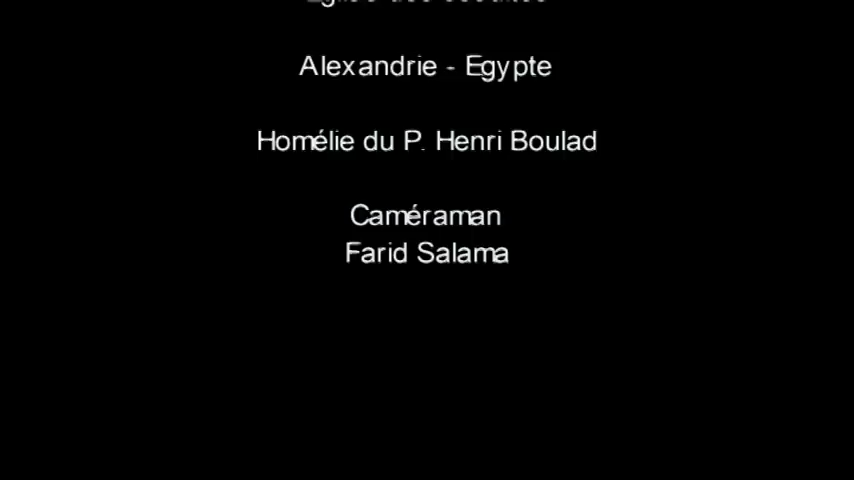 Alexandrie - Egypte
Homélie du P. Henri Boulad
Caméraman
Farid Salama